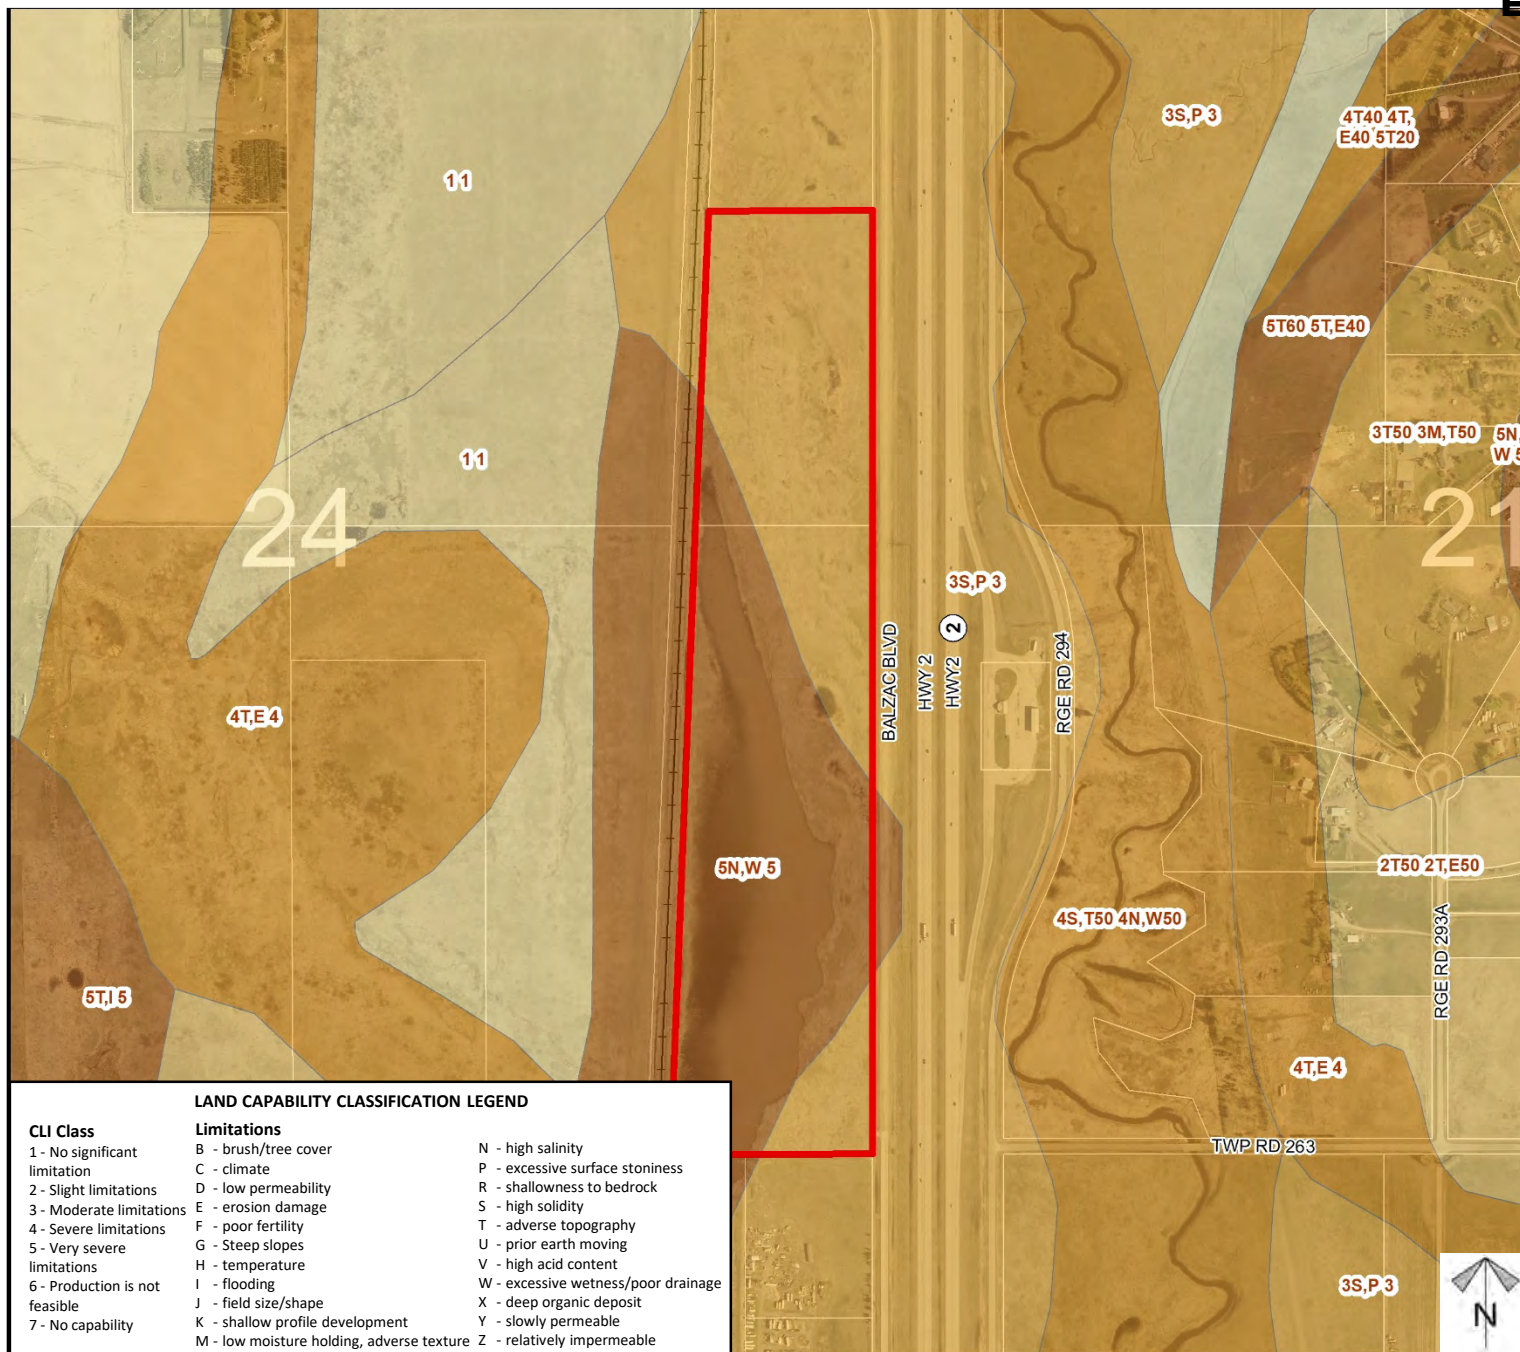 3S,P 3
4T40 4T,
E40 5T20
1 1
5T60 5T,E40
3T50 3M,T50
5N,
W 5
1 1
24
21
3S,P 3
2
BALZAC BLVD
HWY 2
HWY2
RGE RD 294
4T,E 4
5N,W 5
2T50 2T,E50
4S,T50 4N,W50
RGE RD 293A
5T,I 5
4T,E 4
TWP RD 263
3S,P 3
N
LAND CAPABILITY CLASSIFICATION LEGEND
CLI Class
1 - No significant
limitation
2 - Slight limitations
3 - Moderate limitations
4 - Severe limitations
5 - Very severe
limitations
6 - Production is not
feasible
7 - No capability
Limitations
B - brush/tree cover
C - climate
D - low permeability
E - erosion damage
F - poor fertility
G - Steep slopes
H - temperature
I - flooding
J - field size/shape
K - shallow profile development
M - low moisture holding, adverse texture
N - high salinity
P - excessive surface stoniness
R - shallowness to bedrock
S - high solidity
T - adverse topography
U - prior earth moving
V - high acid content
W - excessive wetness/poor drainage
X - deep organic deposit
Y - slowly permeable
Z - relatively impermeable